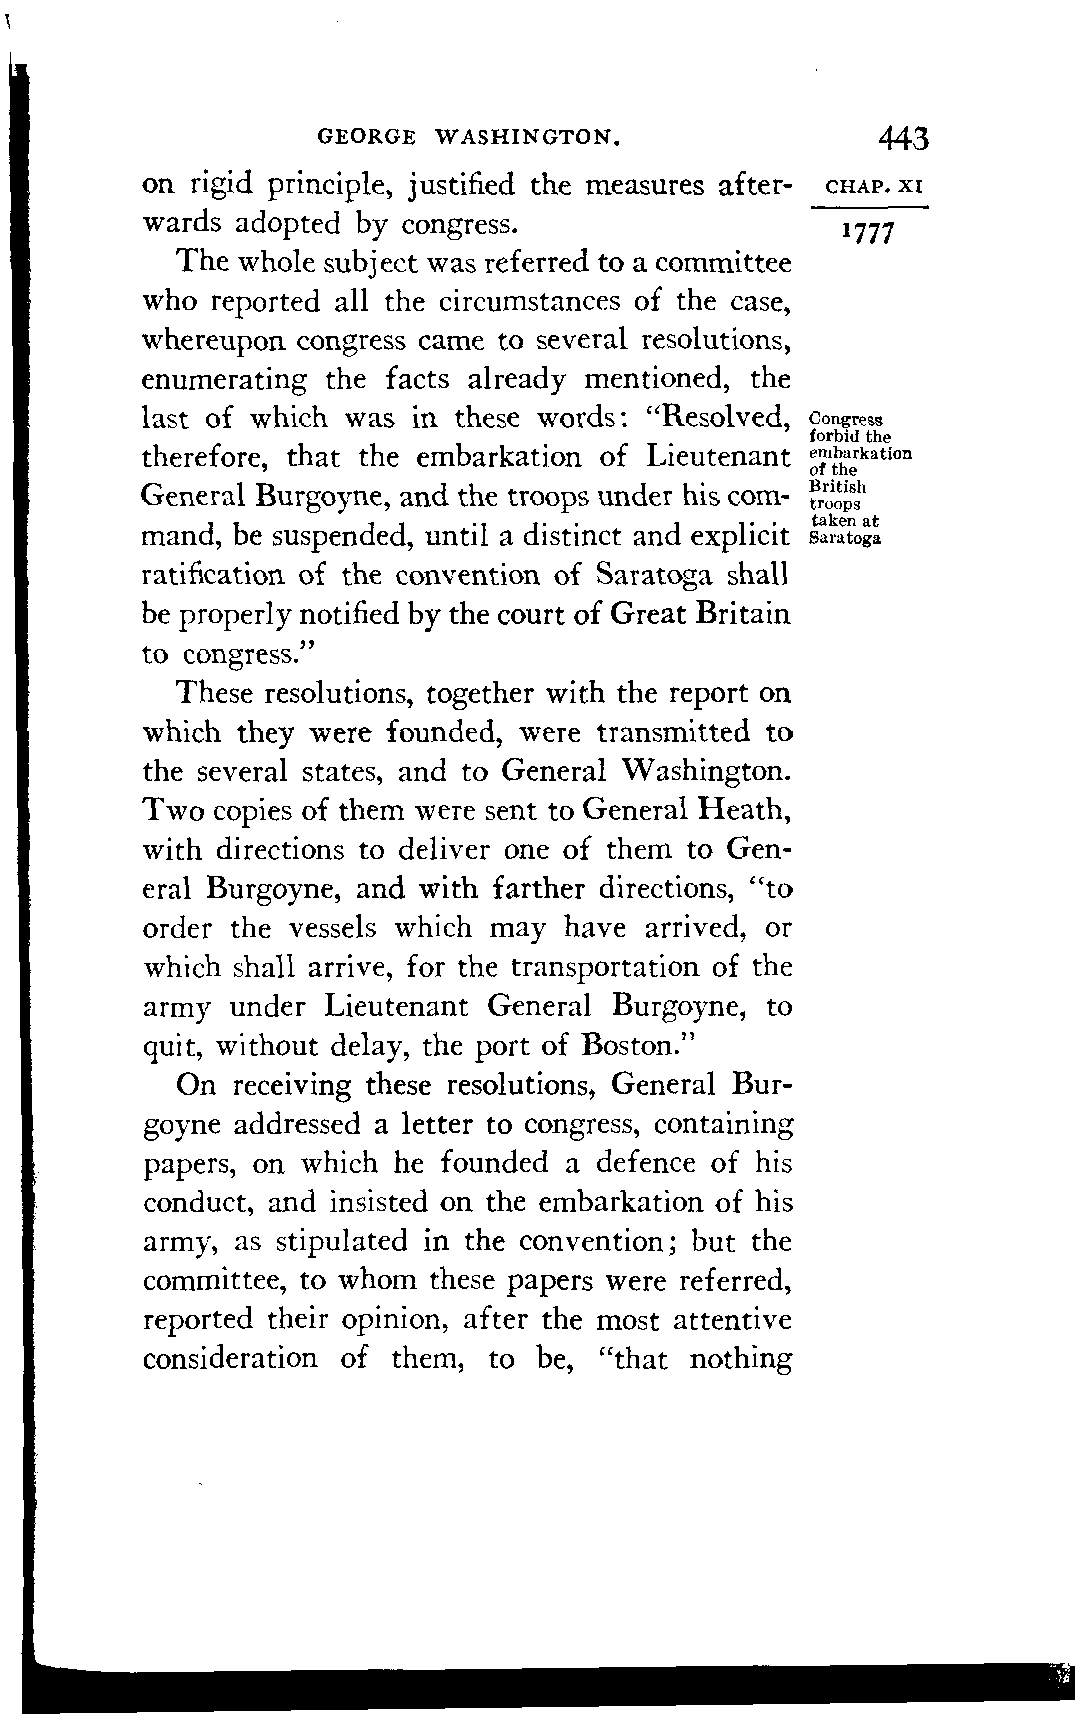 GEORGE WASHINGTON. 443
on rigid principle, justified the measures after-
wards adopted by congress.
CHAP. XI
1777
The whole subject was referred to a committee
who reported all the circumstances of the case,
whereupon congress came to several resolutions,
enumerating the facts already mentioned, the
last of which was in these words: “Resolved,
therefore, that the embarkation of Lieutenant
General Burgoyne, and the troops under his com-
mand, be suspended, until a distinct and explicit
ratification of the convention of Saratoga shall
be properly notified by the court of Great Britain
to congress.”
Congress
forbid the
embarkation
of the
British
troops
taken at
Saratoga
These resolutions, together with the report on
which they were founded, were transmitted to
the several states, and to General Washington.
Two copies of them were sent to General Heath,
with directions to deliver one of them to Gen-
eral Burgoyne, and with farther directions, “to
order the vessels which may have arrived, or
which shall arrive, for the transportation of the
army under Lieutenant General Burgoyne, to
quit, without delay, the port of Boston.”
On receiving these resolutions, General Bur-
goyne addressed a letter to congress, containing
papers, on which he founded a defence of his
conduct, and insisted on the embarkation of his
army, as stipulated in the convention; but the
committee, to whom these papers were referred,
reported their opinion, after the most attentive
consideration of them, to be, “that nothing